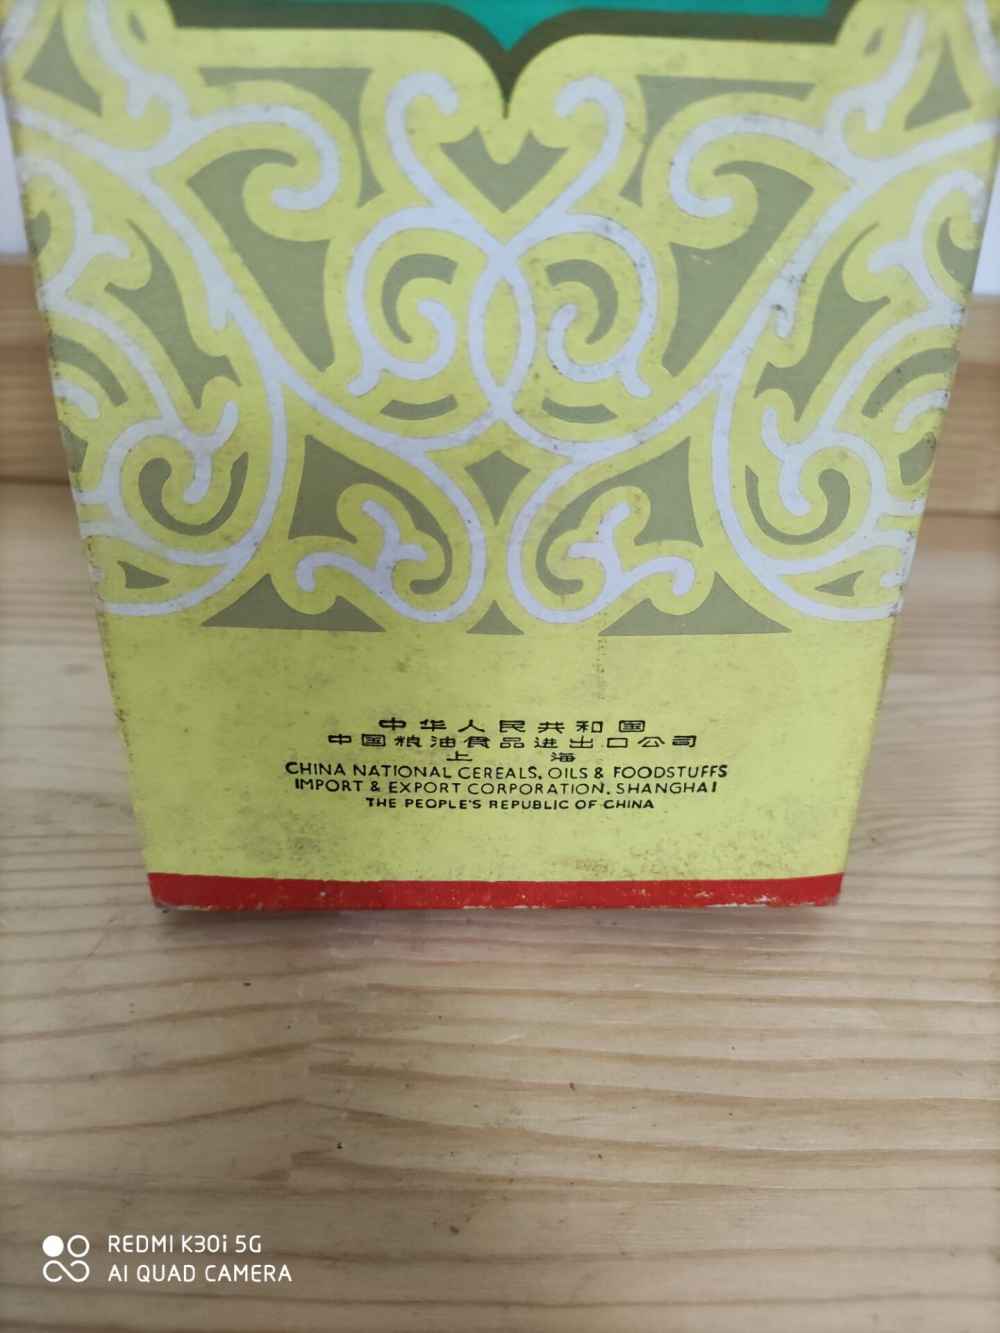 中华人民共和国
中国粮油食品进出口公司
上海
CHINA NATIONAL CEREALS, OILS & FOODSTUFFS
IMPORT & EXPORT CORPORATION. SHANGHAI
THE PEOPLE'S REPUBLIC OF CHINA
REDMI K30i 5G
AI QUAD CAMERA